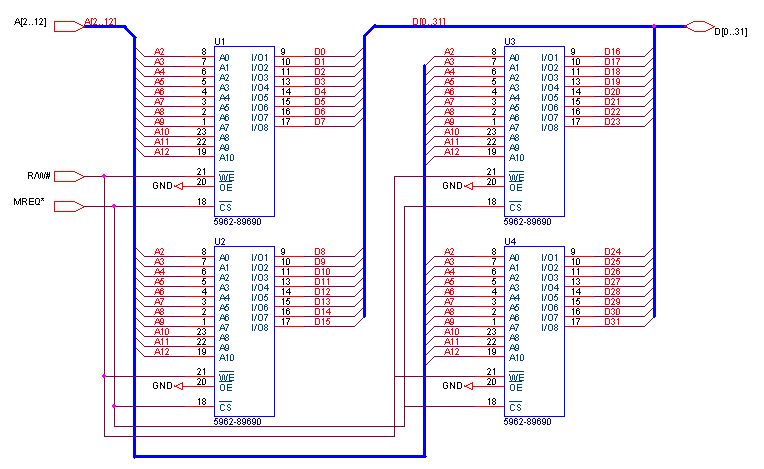 A[2..12] A[2..12] D[0..31] D[0..31]
U1 U3
A2 8 A0 I/O1 9 D0 A2 8 A0 I/O1 9 D16
A3 7 A1 I/O2 10 D1 A3 7 A1 I/O2 10 D17
A4 6 A2 I/O3 11 D2 A4 6 A2 I/O3 11 D18
A5 5 A3 I/O4 13 D3 A5 5 A3 I/O4 13 D19
A6 4 A4 I/O5 14 D4 A6 4 A4 I/O5 14 D20
A7 3 A5 I/O6 15 D5 A7 3 A5 I/O6 15 D21
A8 2 A6 I/O7 16 D6 A8 2 A6 I/O7 16 D22
A9 1 A7 I/O8 17 D7 A9 1 A7 I/O8 17 D23
A10 23 A8 A10 23 A8
A11 22 A9 A11 22 A9
A12 19 A10 A12 19 A10
R/W# 21 WE 21 WE
GND 20 OE GND 20 OE
MREQ* 18 CS 18 CS
5962-89690 5962-89690
U2 U4
A2 8 A0 I/O1 9 D8 A2 8 A0 I/O1 9 D24
A3 7 A1 I/O2 10 D9 A3 7 A1 I/O2 10 D25
A4 6 A2 I/O3 11 D10 A4 6 A2 I/O3 11 D26
A5 5 A3 I/O4 13 D11 A5 5 A3 I/O4 13 D27
A6 4 A4 I/O5 14 D12 A6 4 A4 I/O5 14 D28
A7 3 A5 I/O6 15 D13 A7 3 A5 I/O6 15 D29
A8 2 A6 I/O7 16 D14 A8 2 A6 I/O7 16 D30
A9 1 A7 I/O8 17 D15 A9 1 A7 I/O8 17 D31
A10 23 A8 A10 23 A8
A11 22 A9 A11 22 A9
A12 19 A10 A12 19 A10
21 WE 21 WE
GND 20 OE GND 20 OE
18 CS 18 CS
5962-89690 5962-89690